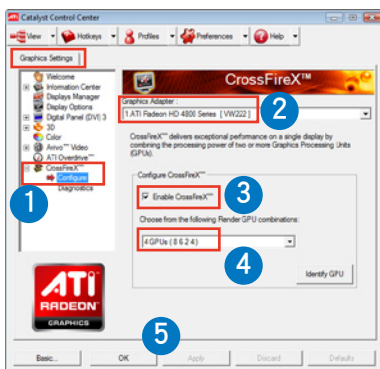 Catalyst Control Center
View Hotkeys Profiles Preferences Help
Graphics Settings
Welcome
Information Center
Displays Manager
Display Options
Digital Panel (DVI) 3
3D
Color
Avivo™ Video
ATI Overdrive™
CrossFireX™
Configure
Diagnostics
1
ATI
RADEON
GRAPHICS
CrossFireX™
Graphics Adapter :
1.ATI Radeon HD 4800 Series [ VW222 ]
2
CrossFireX™ delivers exceptional performance on a single display by
combining the processing power of two or more Graphics Processing Units
(GPUs).
Configure CrossFireX™
Enable CrossFireX™
3
Choose from the following Render GPU combinations:
4 GPUs ( 8 6 2 4 )
4
Identify GPU
5
Basic... OK Apply Discard Defaults